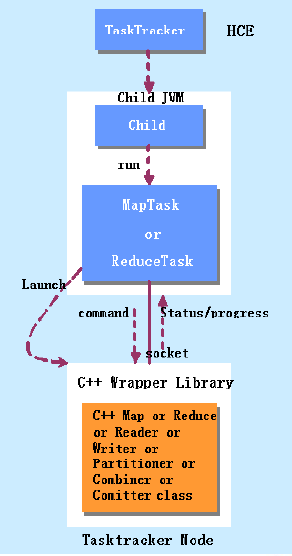 TaskTracker
HCE
Child JVM
Child
run
MapTask
or
ReduceTask
Launch
command
Status/progress
socket
C++ Wrapper Library
C++ Map or Reduce
or Reader or
Writer or
Partitioner or
Combiner or
Comitter class
Tasktracker Node